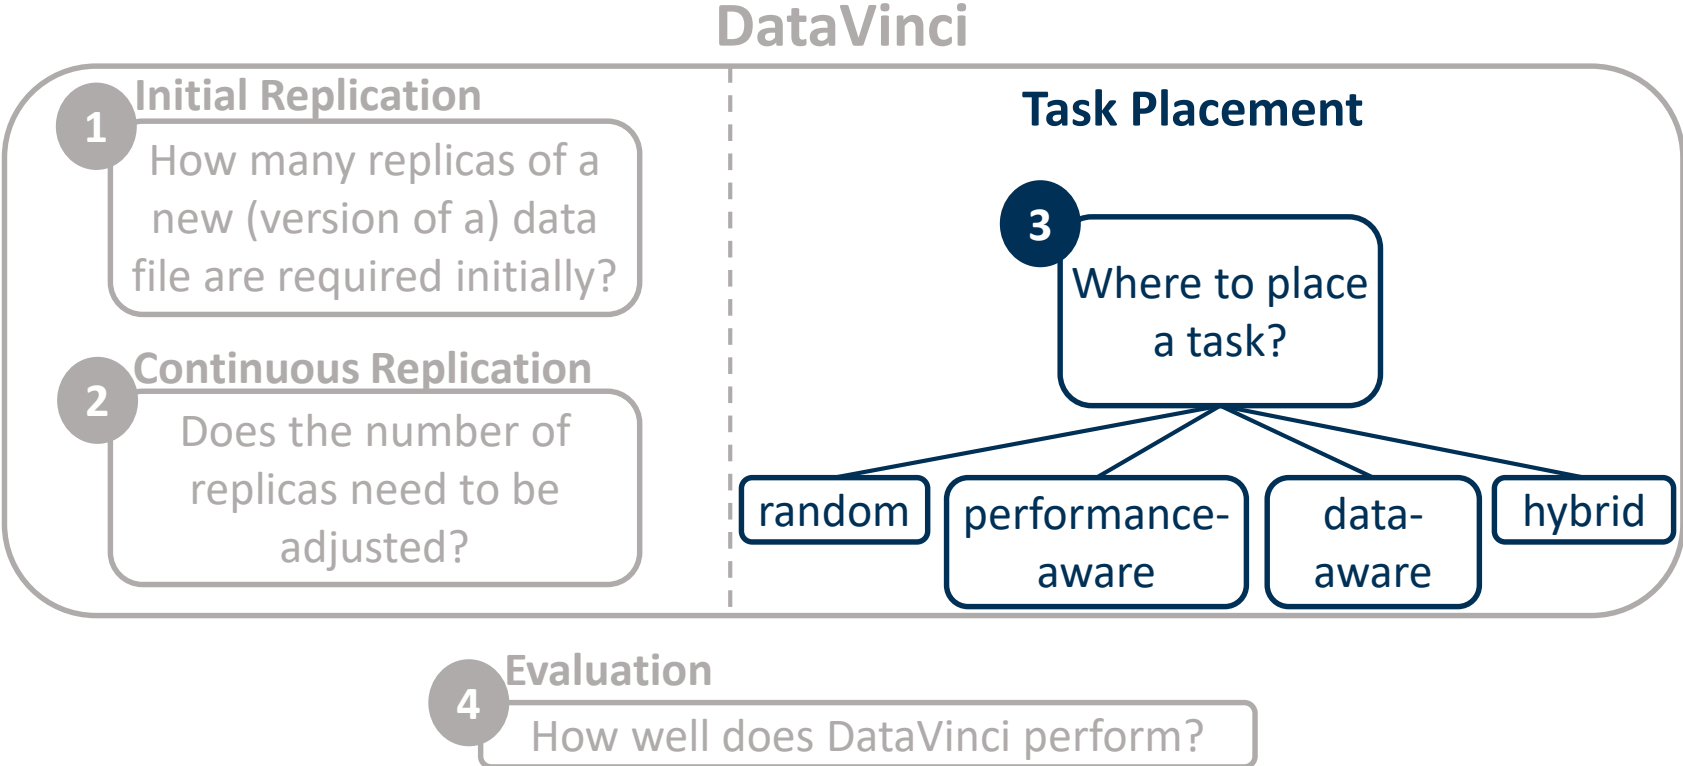 DataVinci
1
Initial Replication
How many replicas of a
new (version of a) data
file are required initially?
2
Continuous Replication
Does the number of
replicas need to be
adjusted?
Task Placement
3
Where to place
a task?
random
performance-
aware
data-
aware
hybrid
4
Evaluation
How well does DataVinci perform?